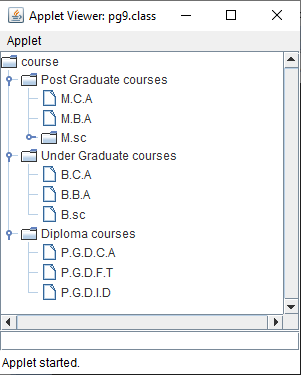 Applet Viewer: pg9.class
Applet
course
Post Graduate courses
M.C.A
M.B.A
M.sc
Under Graduate courses
B.C.A
B.B.A
B.sc
Diploma courses
P.G.D.C.A
P.G.D.F.T
P.G.D.I.D
Applet started.